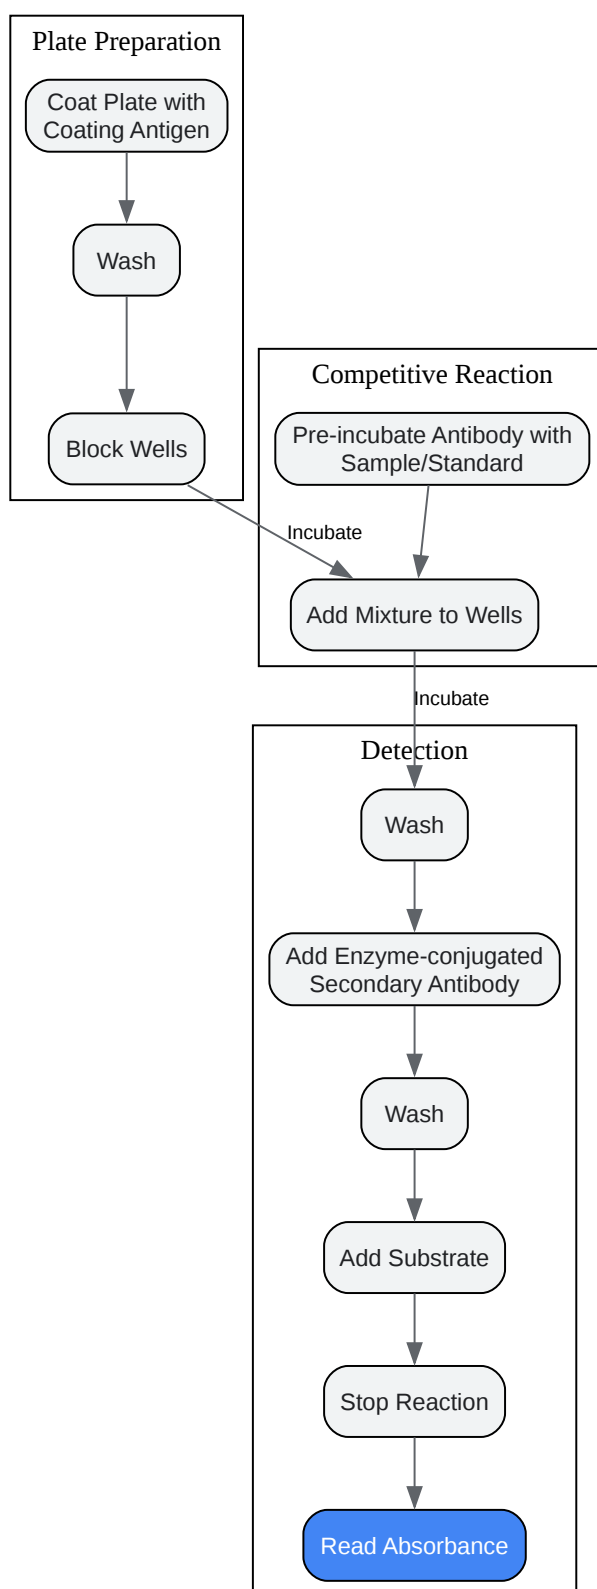 Plate Preparation
Coat Plate with
Coating Antigen
Wash
Block Wells
Competitive Reaction
Pre-incubate Antibody with
Sample/Standard
Incubate
Add Mixture to Wells
Incubate
Detection
Wash
Add Enzyme-conjugated
Secondary Antibody
Wash
Add Substrate
Stop Reaction
Read Absorbance